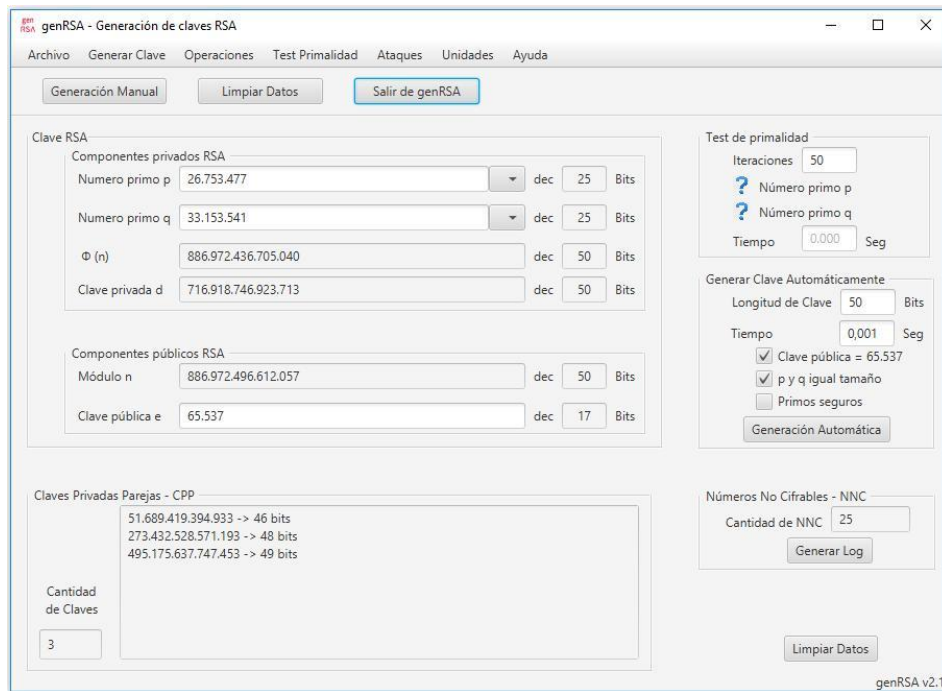 gen
RSA
genRSA - Generación de claves RSA
Archivo Generar Clave Operaciones Test Primalidad Ataques Unidades Ayuda
Generación Manual Limpiar Datos Salir de genRSA
Clave RSA
Componentes privados RSA
Numero primo p 26.753.477 dec 25 Bits
Numero primo q 33.153.541 dec 25 Bits
Φ (n) 886.972.436.705.040 dec 50 Bits
Clave privada d 716.918.746.923.713 dec 50 Bits
Componentes públicos RSA
Módulo n 886.972.496.612.057 dec 50 Bits
Clave pública e 65.537 dec 17 Bits
Test de primalidad
Iteraciones 50
? Número primo p
? Número primo q
Tiempo 0.000 Seg
Generar Clave Automáticamente
Longitud de Clave 50 Bits
Tiempo 0,001 Seg
Clave pública = 65.537
p y q igual tamaño
Primos seguros
Generación Automática
Claves Privadas Parejas - CPP
51.689.419.394.933 -> 46 bits
273.432.528.571.193 -> 48 bits
495.175.637.747.453 -> 49 bits
Cantidad
de Claves
3
Números No Cifrables - NNC
Cantidad de NNC 25
Generar Log
Limpiar Datos
genRSA v2.1